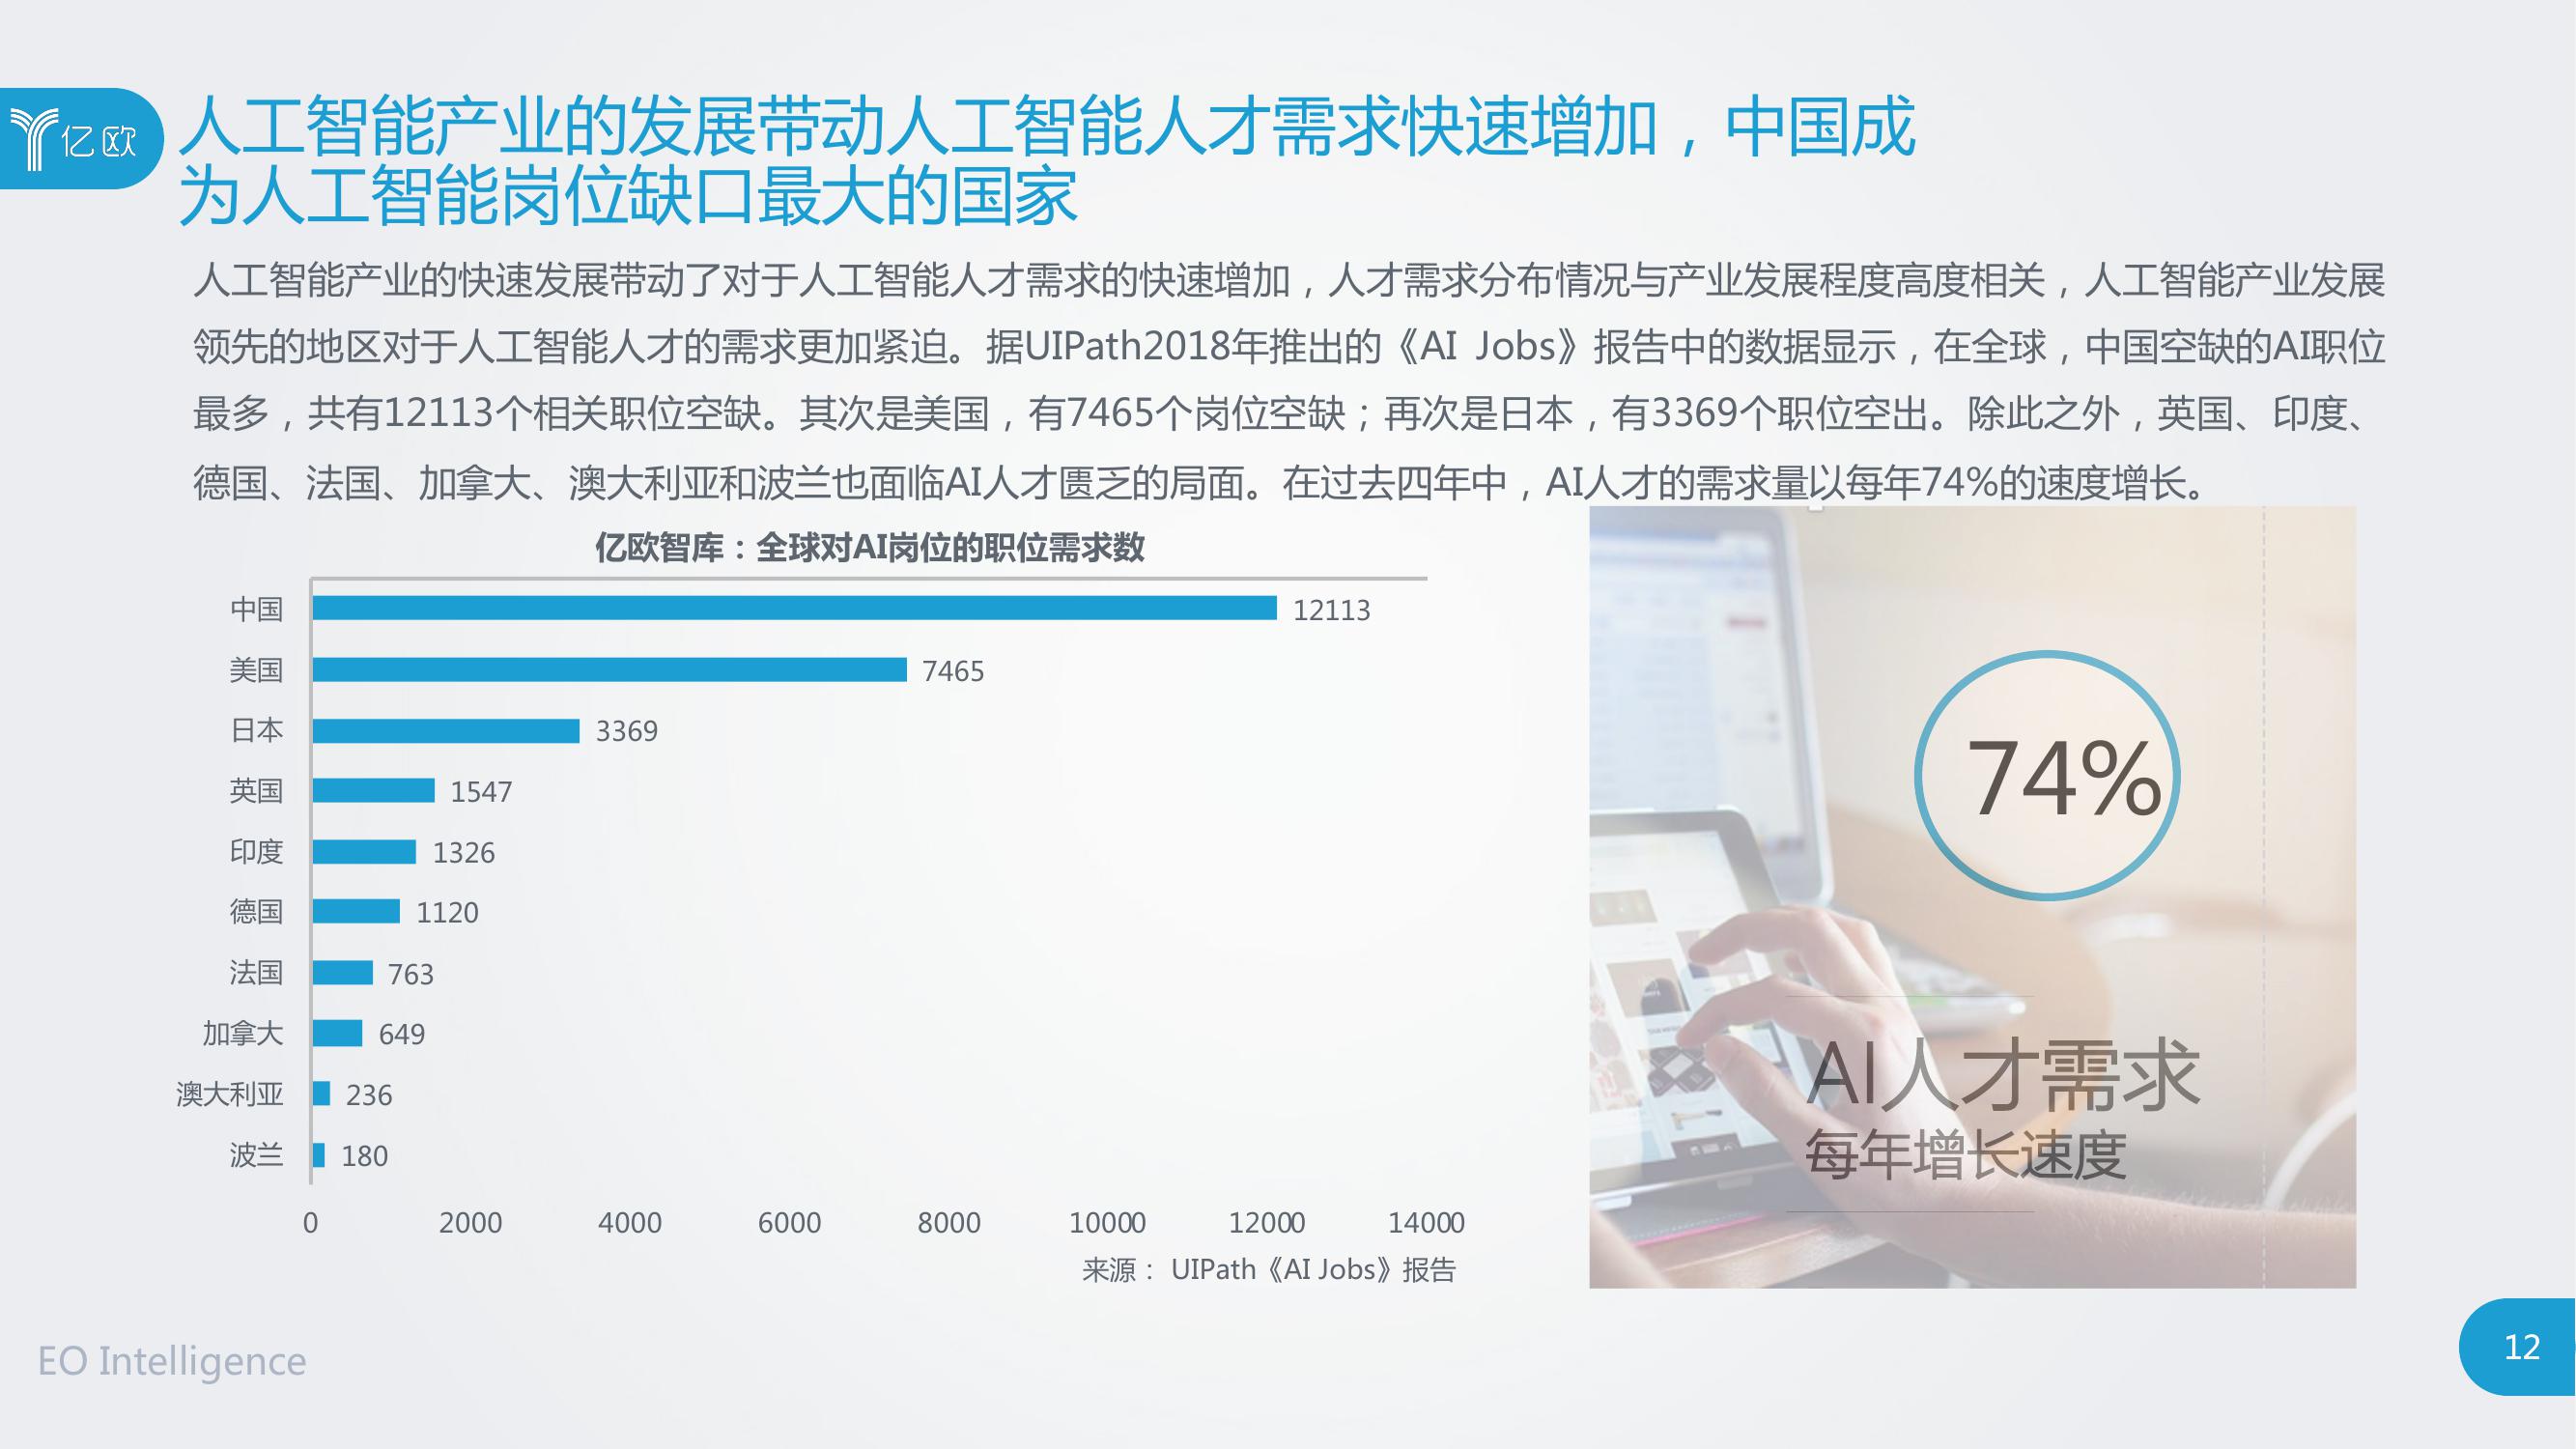 亿欧
人工智能产业的发展带动人工智能人才需求快速增加，中国成
为人工智能岗位缺口最大的国家
人工智能产业的快速发展带动了对于人工智能人才需求的快速增加，人才需求分布情况与产业发展程度高度相关，人工智能产业发展
领先的地区对于人工智能人才的需求更加紧迫。据UIPath2018年推出的《AI Jobs》报告中的数据显示，在全球，中国空缺的AI职位
最多，共有12113个相关职位空缺。其次是美国，有7465个岗位空缺；再次是日本，有3369个职位空出。除此之外，英国、印度、
德国、法国、加拿大、澳大利亚和波兰也面临AI人才匮乏的局面。在过去四年中，AI人才的需求量以每年74%的速度增长。
亿欧智库：全球对AI岗位的职位需求数
中国 12113
美国 7465
日本 3369
英国 1547
印度 1326
德国 1120
法国 763
加拿大 649
澳大利亚 236
波兰 180
0 2000 4000 6000 8000 10000 12000 14000
来源： UIPath《AI Jobs》报告
74%
AI人才需求
每年增长速度
EO Intelligence
12